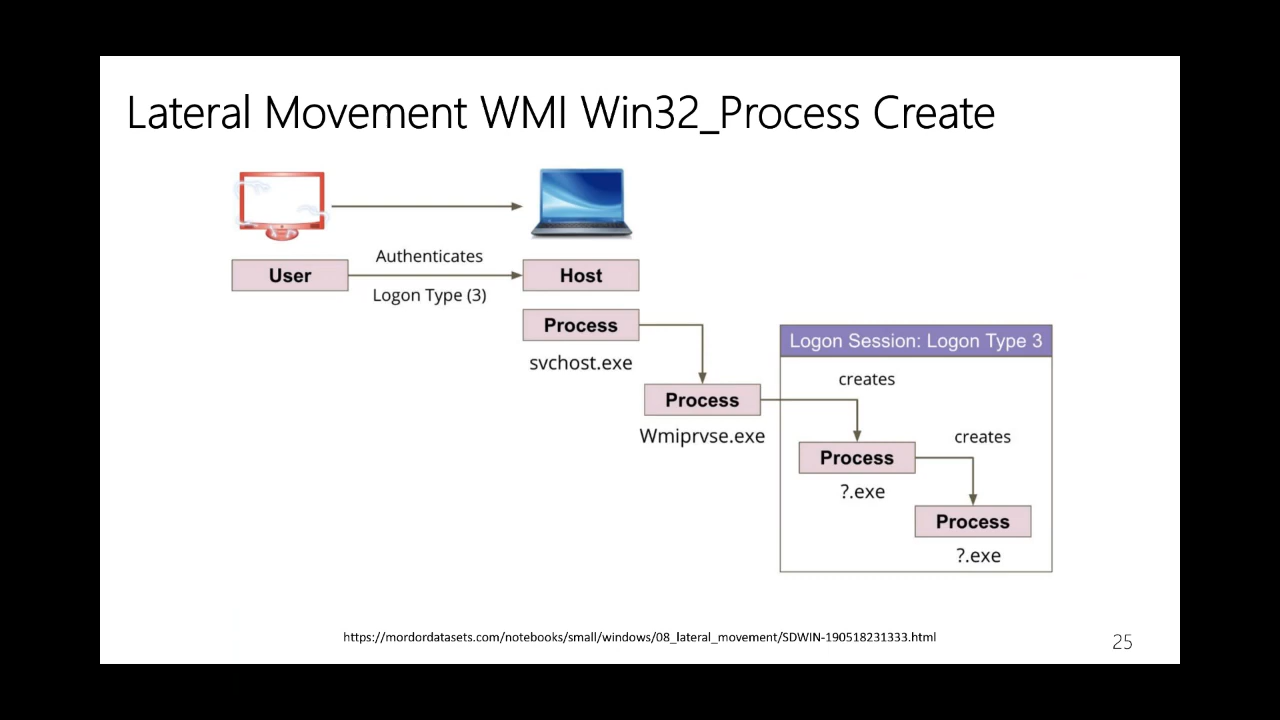 Lateral Movement WMI Win32_Process Create
Authenticates
User
Host
Logon Type (3)
Process
svchost.exe
Logon Session: Logon Type 3
creates
Process
Wmiprvse.exe
creates
Process
?.exe
Process
?.exe
https://mordordatasets.com/notebooks/small/windows/08_lateral_movement/SDWIN-190518231333.html
25